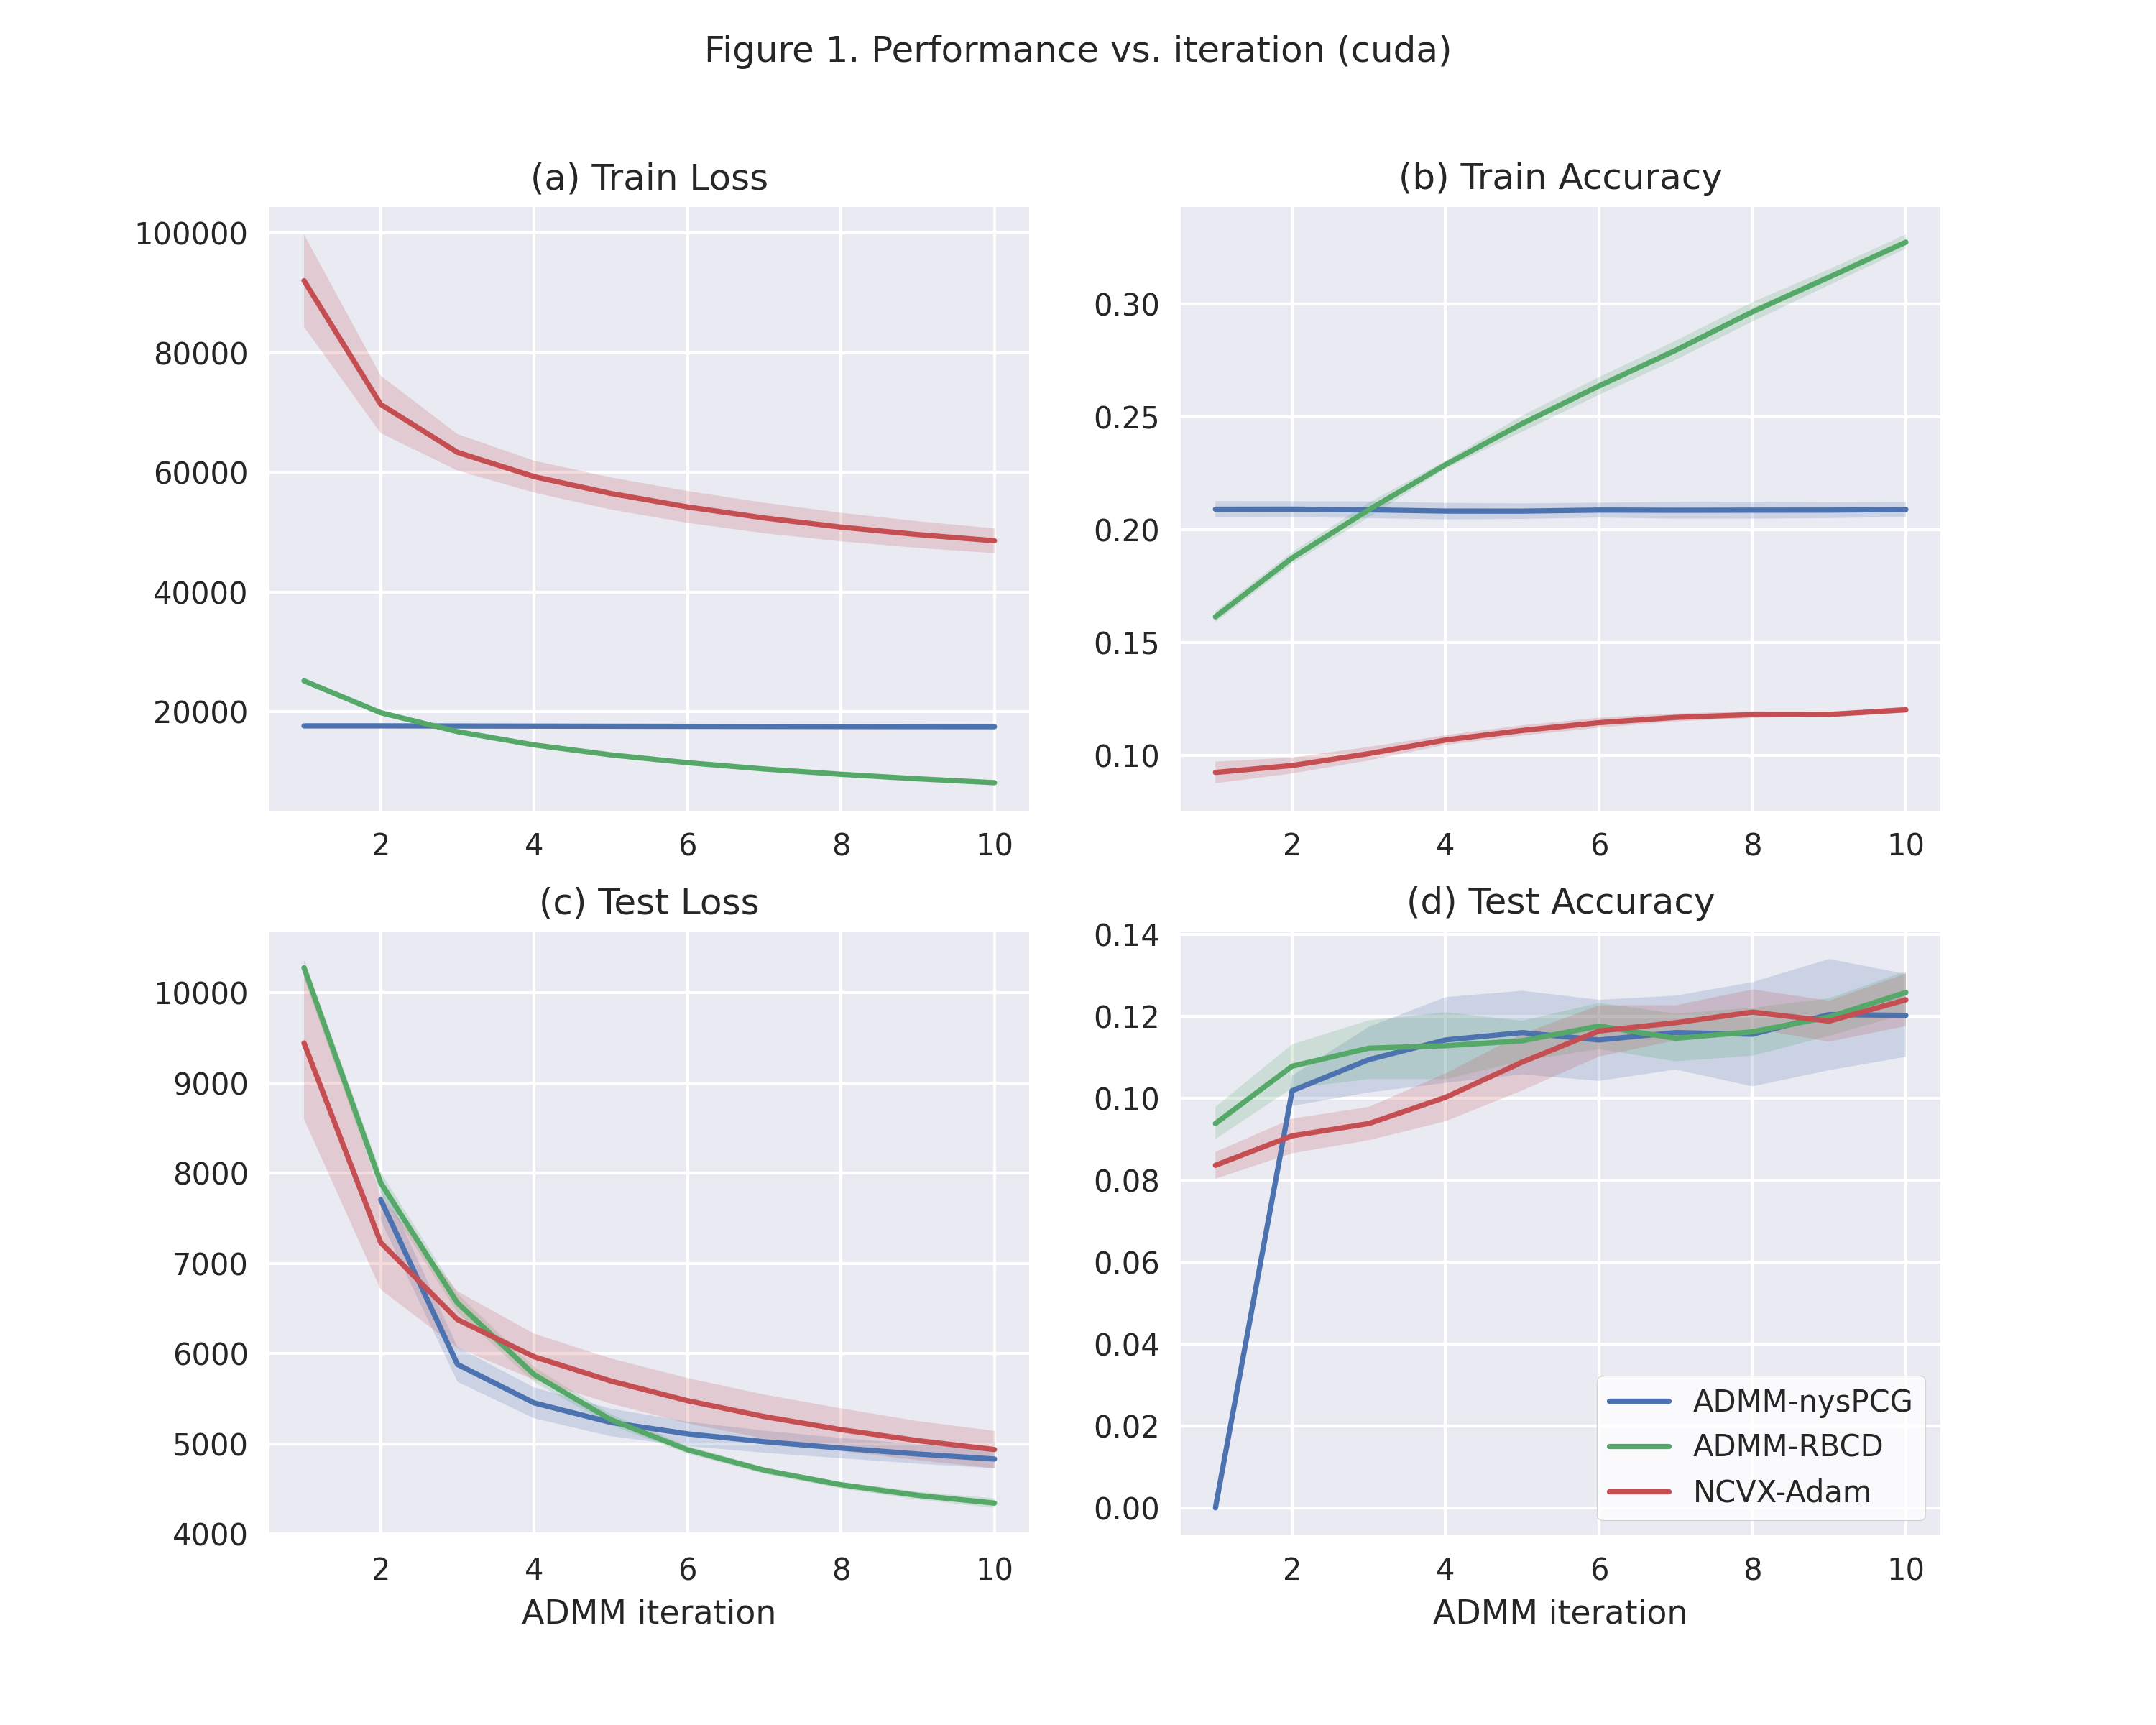 Figure 1. Performance vs. iteration (cuda)
(a) Train Loss
100000
80000
60000
40000
20000
2 4 6 8 10
(b) Train Accuracy
0.30
0.25
0.20
0.15
0.10
2 4 6 8 10
(c) Test Loss
10000
9000
8000
7000
6000
5000
4000
2 4 6 8 10
ADMM iteration
(d) Test Accuracy
0.14
0.12
0.10
0.08
0.06
0.04
0.02
0.00
ADMM-nysPCG
ADMM-RBCD
NCVX-Adam
2 4 6 8 10
ADMM iteration